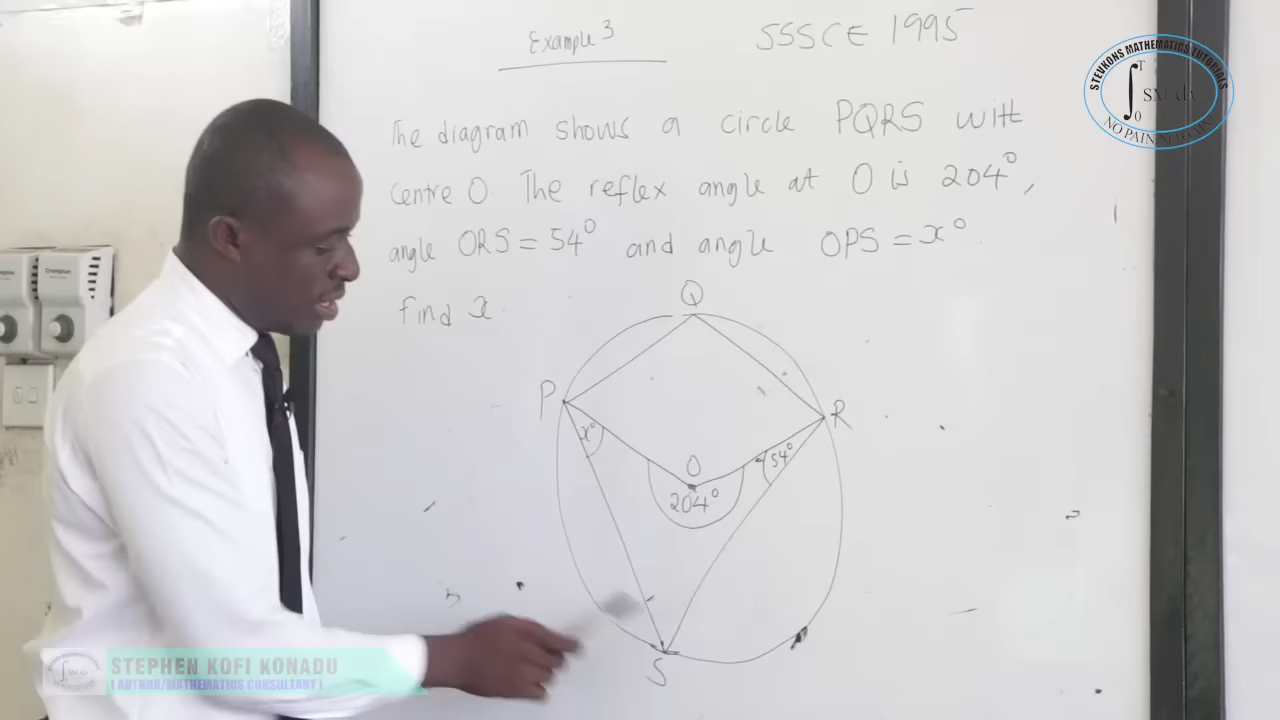 Example 3
SSSCE 1995
The diagram shows a circle PQRS with
centre O. The reflex angle at O is 204°,
angle ORS = 54° and angle OPS = x°.
find x.
Q
P
R
x°
O
54°
204°
S
STEUKONS MATHEMATICS TUTORIALS
NO PAIN NO GAIN
STEPHEN KOFI KONADU
( AUTHOR/MATHEMATICS CONSULTANT )
Crompton